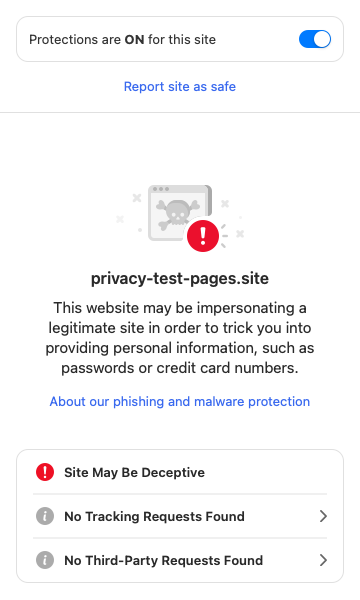 Protections are ON for this site
Report site as safe
privacy-test-pages.site
This website may be impersonating a
legitimate site in order to trick you into
providing personal information, such as
passwords or credit card numbers.
About our phishing and malware protection
Site May Be Deceptive
No Tracking Requests Found
No Third-Party Requests Found